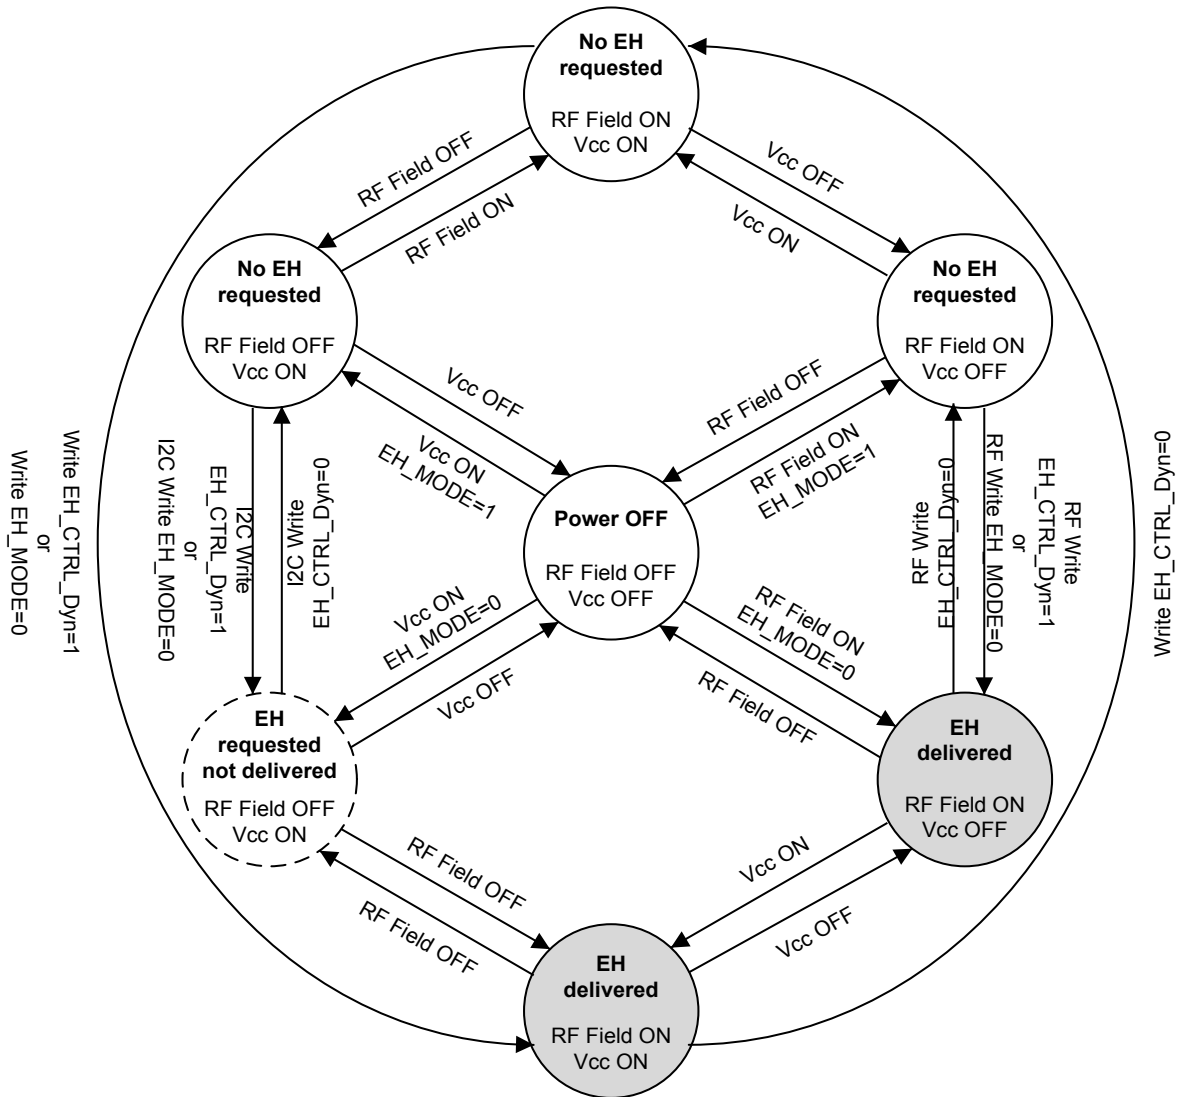 No EH
requested
RF Field ON
Vcc ON
RF Field OFF
RF Field ON
Vcc OFF
Vcc ON
No EH
requested
RF Field OFF
Vcc ON
No EH
requested
RF Field ON
Vcc OFF
Vcc OFF
Vcc ON
EH_MODE=1
RF Field OFF
RF Field ON
EH_MODE=1
Write EH_CTRL_Dyn=1
or
Write EH_MODE=0
I2C Write
EH_CTRL_Dyn=1
or
I2C Write EH_MODE=0
I2C Write
EH_CTRL_Dyn=0
Power OFF
RF Field OFF
Vcc OFF
RF Write
EH_CTRL_Dyn=0
RF Write
EH_CTRL_Dyn=1
or
RF Write EH_MODE=0
Write EH_CTRL_Dyn=0
Vcc ON
EH_MODE=0
Vcc OFF
RF Field ON
EH_MODE=0
RF Field OFF
EH
requested
not delivered
RF Field OFF
Vcc ON
EH
delivered
RF Field ON
Vcc OFF
RF Field OFF
RF Field OFF
Vcc ON
Vcc OFF
EH
delivered
RF Field ON
Vcc ON